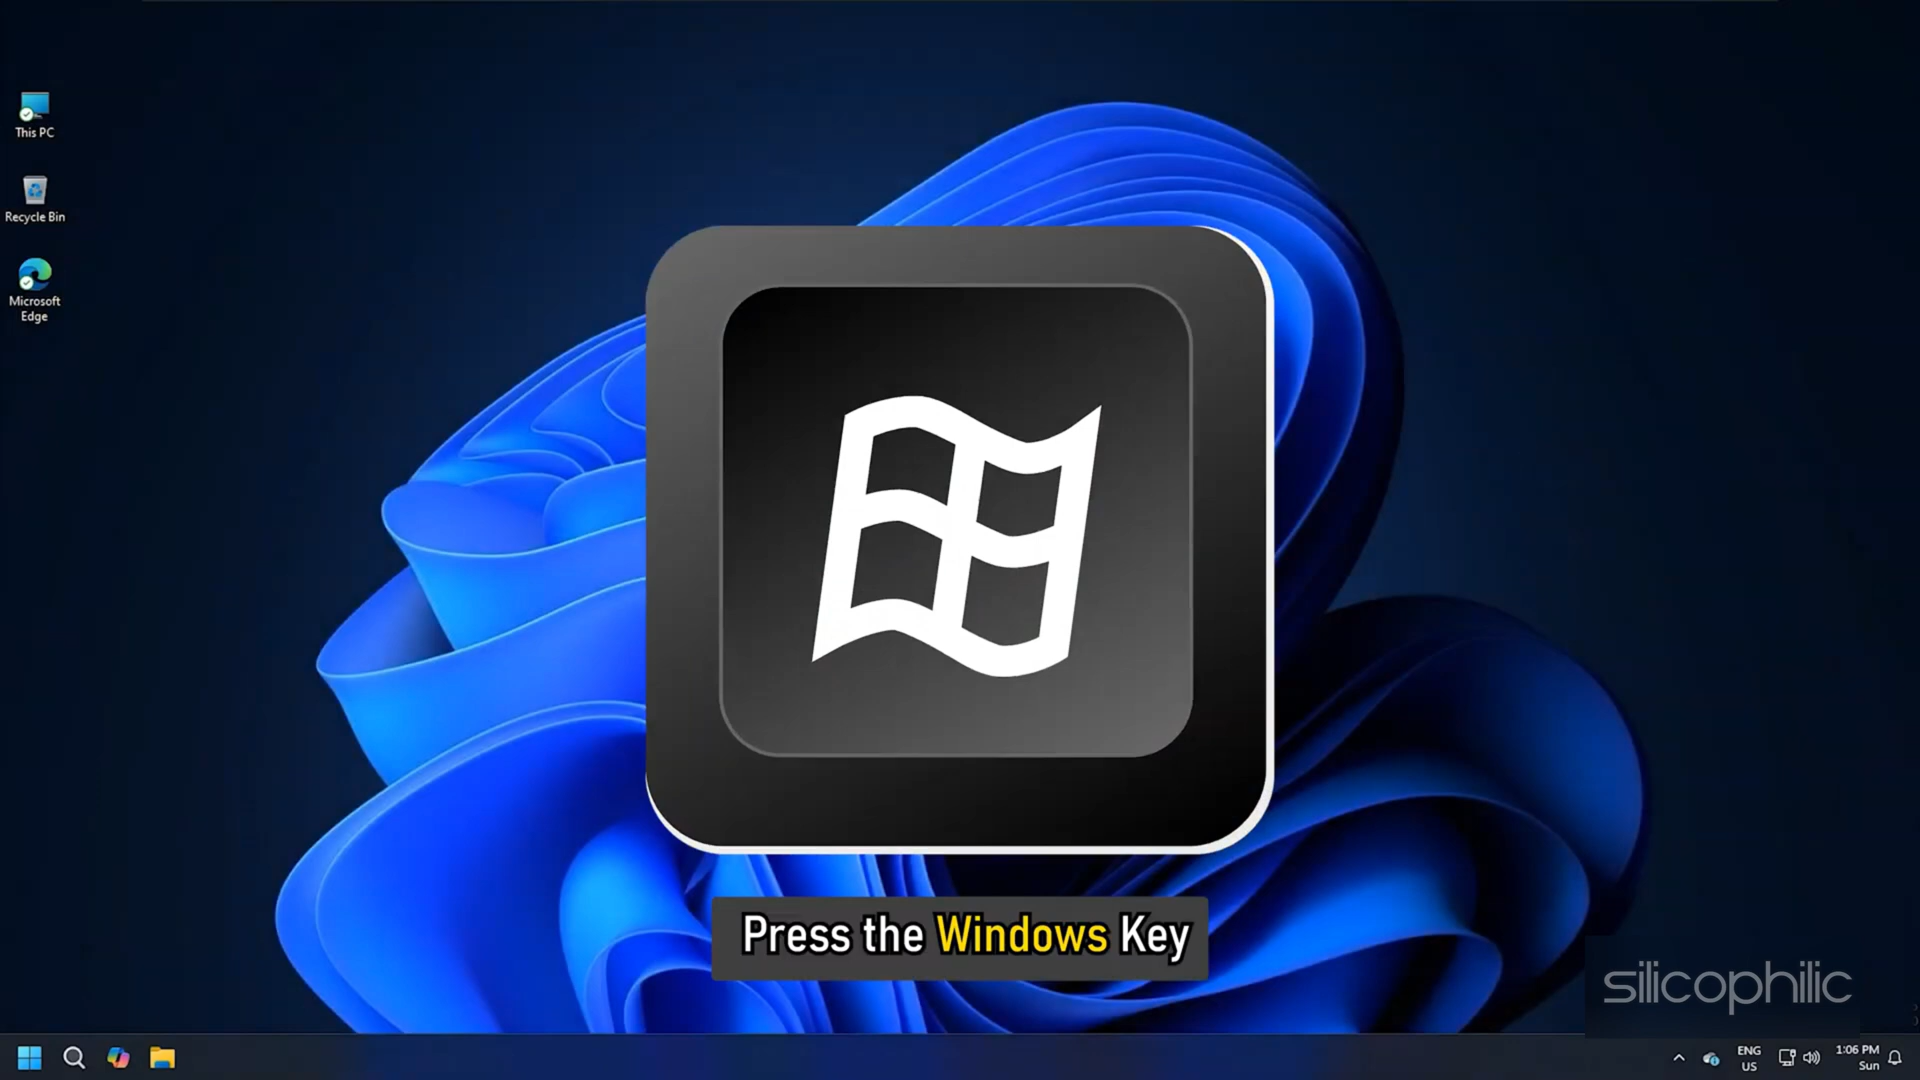 This PC
Recycle Bin
Microsoft
Edge
Press the Windows Key
silicophilic
ENG
US
1:06 PM
Sun